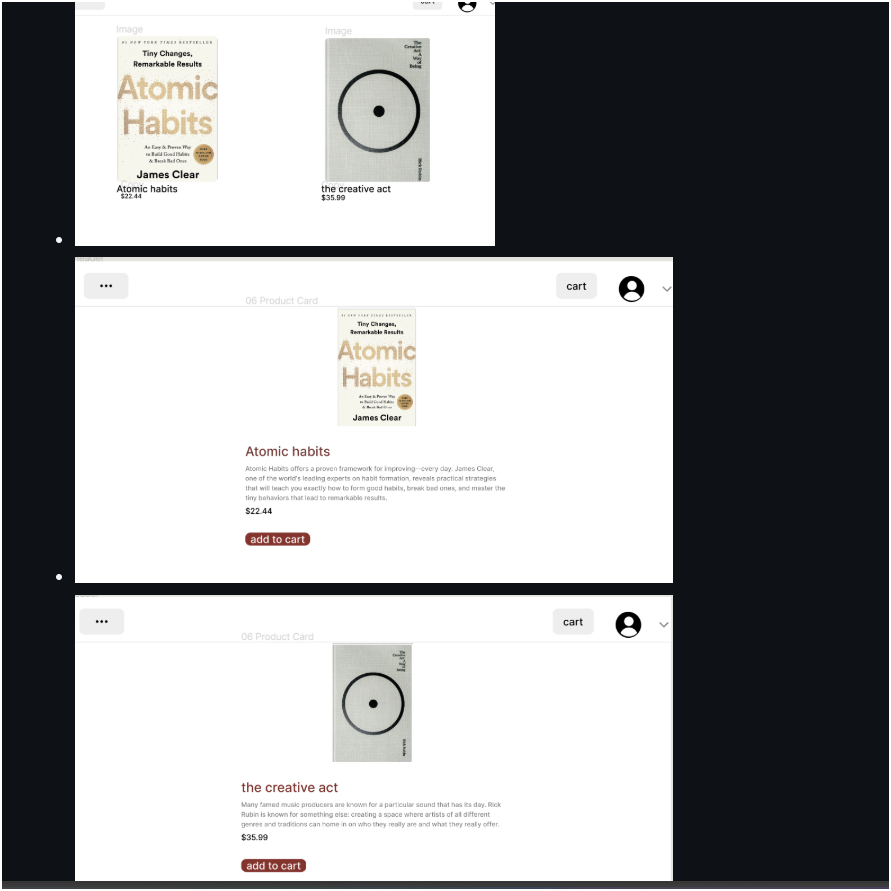 cart
Image
Image
#1 NEW YORK TIMES BESTSELLER
Tiny Changes,
Remarkable Results
Atomic
Habits
An Easy & Proven Way
to Build Good Habits
& Break Bad Ones
James Clear
The
Creative
Act:
A
Way of
Being
Rick Rubin
Atomic habits
$22.44
the creative act
$35.99
•••
cart
06 Product Card
#1 NEW YORK TIMES BESTSELLER
Tiny Changes,
Remarkable Results
Atomic
Habits
An Easy & Proven Way
to Build Good Habits
& Break Bad Ones
James Clear
Atomic habits
Atomic Habits offers a proven framework for improving--every day. James Clear,
one of the world's leading experts on habit formation, reveals practical strategies
that will teach you exactly how to form good habits, break bad ones, and master the
tiny behaviors that lead to remarkable results.
$22.44
add to cart
•••
cart
06 Product Card
the creative act
Many famed music producers are known for a particular sound that has its day. Rick
Rubin is known for something else: creating a space where artists of all different
genres and traditions can home in on who they really are and what they really offer.
$35.99
add to cart